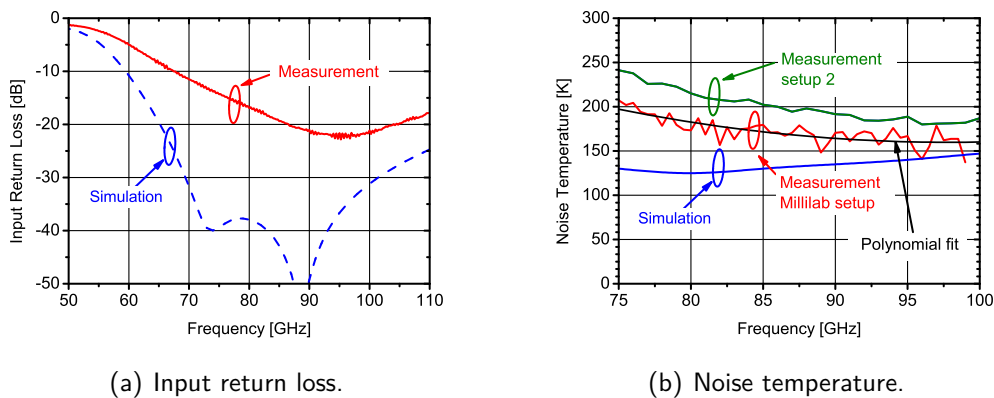 0
-10
-20
-30
-40
-50
Input Return Loss [dB]
Measurement
Simulation
50 60 70 80 90 100 110
Frequency [GHz]
(a) Input return loss.
300
250
200
150
100
50
0
Noise Temperature [K]
Measurement
setup 2
Measurement
Millilab setup
Simulation
Polynomial fit
75 80 85 90 95 100
Frequency [GHz]
(b) Noise temperature.